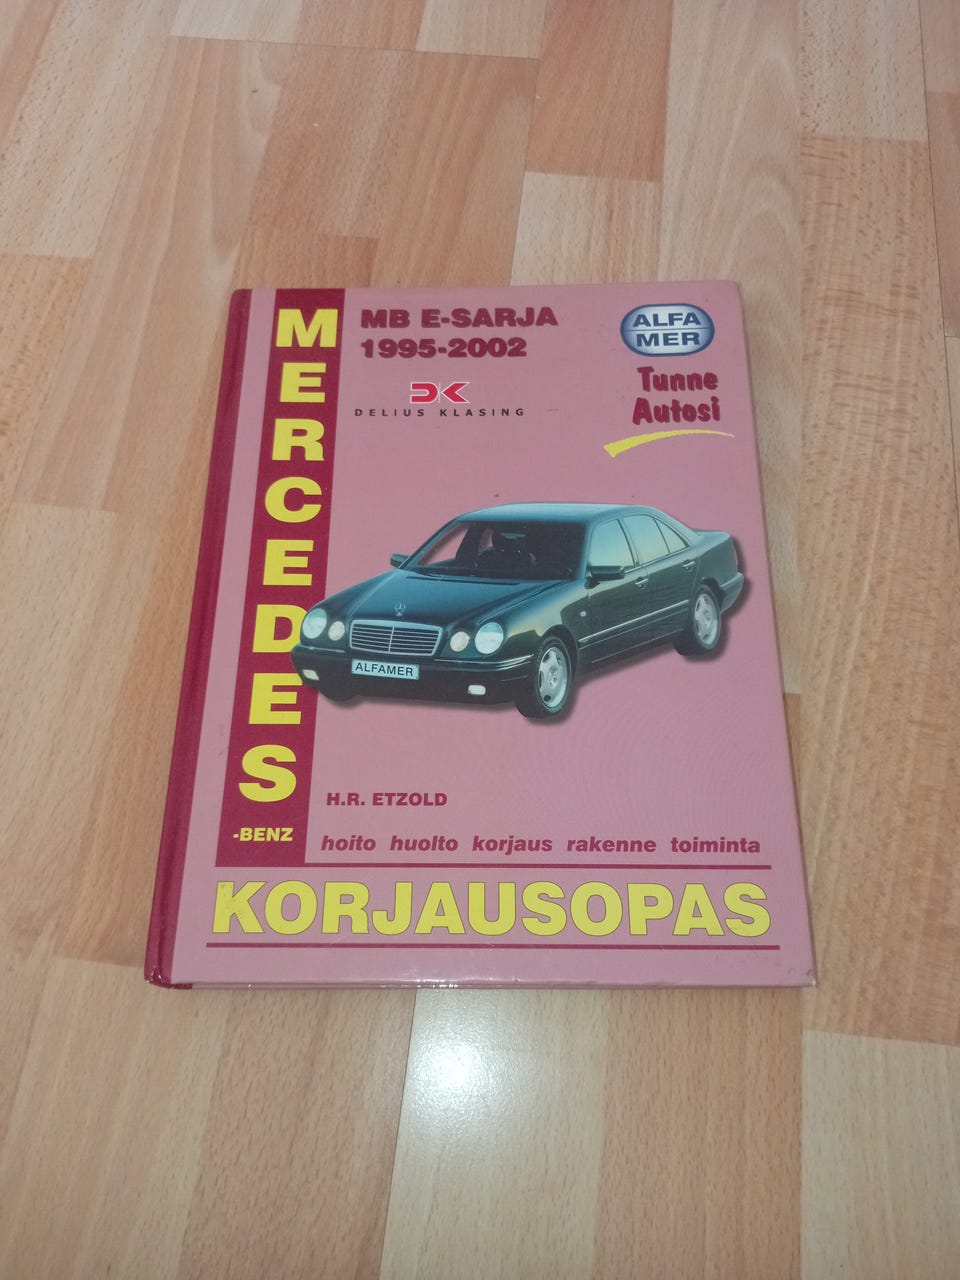 MERCEDES
-BENZ
MB E-SARJA
1995-2002
DK
DELIUS KLASING
ALFA
MER
Tunne
Autosi
ALFAMER
H.R. ETZOLD
hoito huolto korjaus rakenne toiminta
KORJAUSOPAS